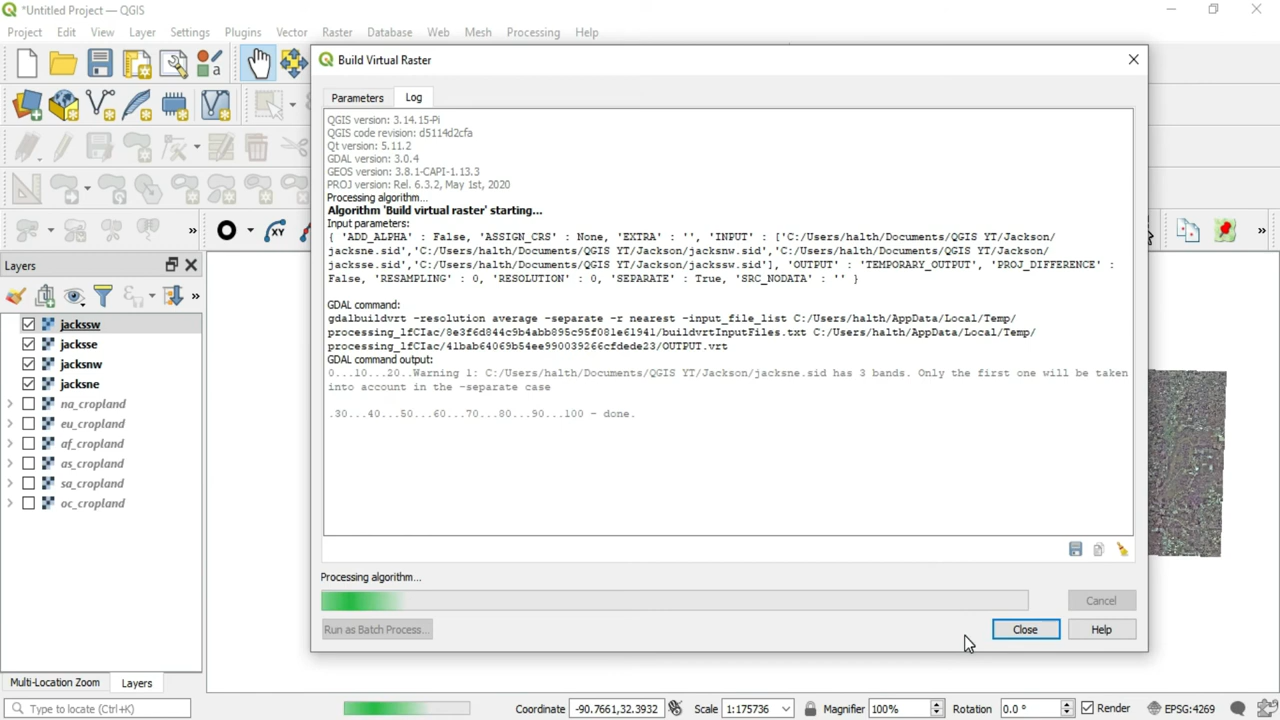 *Untitled Project — QGIS
Project Edit View Layer Settings Plugins Vector Raster Database Web Mesh Processing Help
Build Virtual Raster
Parameters Log
QGIS version: 3.14.15-Pi
QGIS code revision: d5114d2cfa
Qt version: 5.11.2
GDAL version: 3.0.4
GEOS version: 3.8.1-CAPI-1.13.3
PROJ version: Rel. 6.3.2, May 1st, 2020
Processing algorithm...
Algorithm 'Build virtual raster' starting...
Input parameters:
{ 'ADD_ALPHA' : False, 'ASSIGN_CRS' : None, 'EXTRA' : '', 'INPUT' : ['C:/Users/halth/Documents/QGIS YT/Jackson/
jacksne.sid','C:/Users/halth/Documents/QGIS YT/Jackson/jacksnw.sid','C:/Users/halth/Documents/QGIS YT/Jackson/
jacksse.sid','C:/Users/halth/Documents/QGIS YT/Jackson/jackssw.sid'], 'OUTPUT' : 'TEMPORARY_OUTPUT', 'PROJ_DIFFERENCE' :
False, 'RESAMPLING' : 0, 'RESOLUTION' : 0, 'SEPARATE' : True, 'SRC_NODATA' : '' }
GDAL command:
gdalbuildvrt -resolution average -separate -r nearest -input_file_list C:/Users/halth/AppData/Local/Temp/
processing_lfCIac/8e3f6d844c9b4abb895c95f081e61941/buildvrtInputFiles.txt C:/Users/halth/AppData/Local/Temp/
processing_lfCIac/41bab64069b54ee990039266cfdede23/OUTPUT.vrt
GDAL command output:
0...10...20..Warning 1: C:/Users/halth/Documents/QGIS YT/Jackson/jacksne.sid has 3 bands. Only the first one will be taken
into account in the -separate case
.30...40...50...60...70...80...90...100 - done.
Layers
jackssw
jacksse
jacksnw
jacksne
na_cropland
eu_cropland
af_cropland
as_cropland
sa_cropland
oc_cropland
Processing algorithm...
Cancel
Run as Batch Process... Close Help
Multi-Location Zoom Layers
Type to locate (Ctrl+K) Coordinate -90.7661,32.3932 Scale 1:175736 Magnifier 100% Rotation 0.0 ° Render EPSG:4269